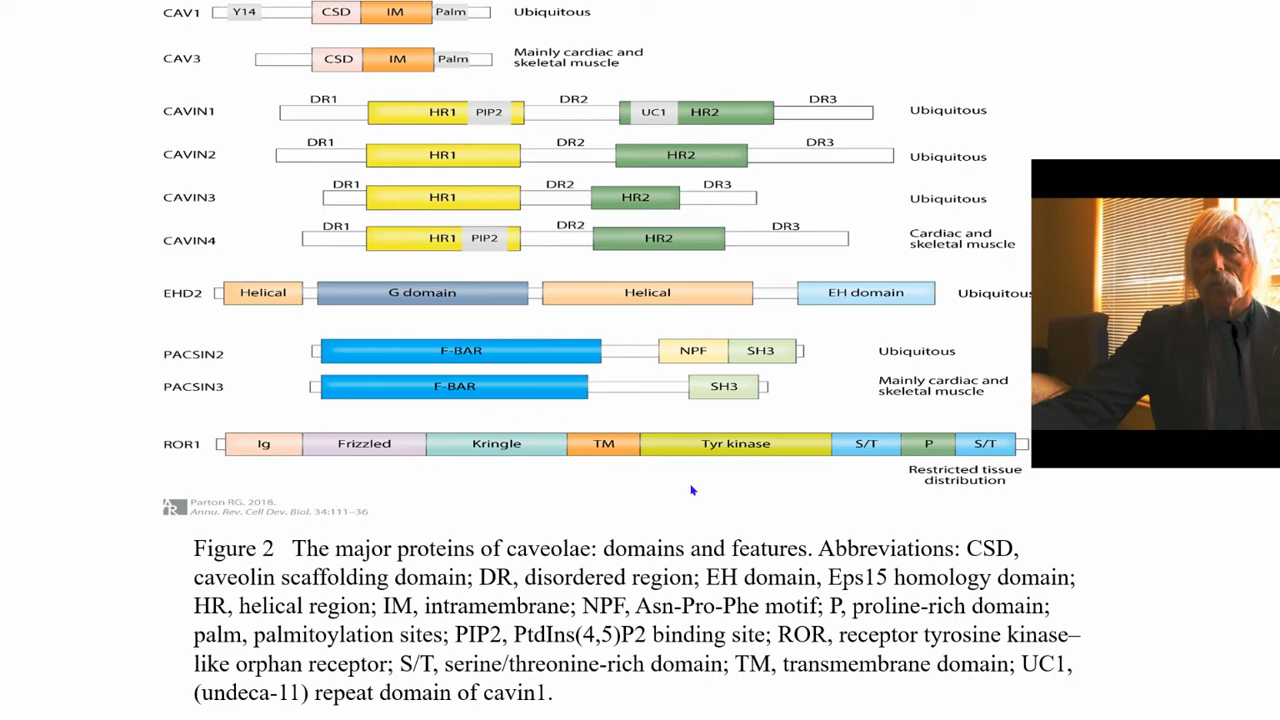 CAV1 Y14 CSD IM Palm Ubiquitous
CAV3 CSD IM Palm Mainly cardiac and
skeletal muscle
DR1 DR2 DR3
CAVIN1 HR1 PIP2 UC1 HR2 Ubiquitous
DR1 DR2 DR3
CAVIN2 HR1 HR2 Ubiquitous
DR1 DR2 DR3
CAVIN3 HR1 HR2 Ubiquitous
DR1 DR2 DR3
CAVIN4 HR1 PIP2 HR2 Cardiac and
skeletal muscle
EHD2 Helical G domain Helical EH domain Ubiquitous
PACSIN2 F-BAR NPF SH3 Ubiquitous
PACSIN3 F-BAR SH3 Mainly cardiac and
skeletal muscle
ROR1 Ig Frizzled Kringle TM Tyr kinase S/T P S/T
Restricted tissue
distribution
AR Parton RG. 2018.
Annu. Rev. Cell Dev. Biol. 34:111–36
Figure 2 The major proteins of caveolae: domains and features. Abbreviations: CSD,
caveolin scaffolding domain; DR, disordered region; EH domain, Eps15 homology domain;
HR, helical region; IM, intramembrane; NPF, Asn-Pro-Phe motif; P, proline-rich domain;
palm, palmitoylation sites; PIP2, PtdIns(4,5)P2 binding site; ROR, receptor tyrosine kinase–
like orphan receptor; S/T, serine/threonine-rich domain; TM, transmembrane domain; UC1,
(undeca-11) repeat domain of cavin1.